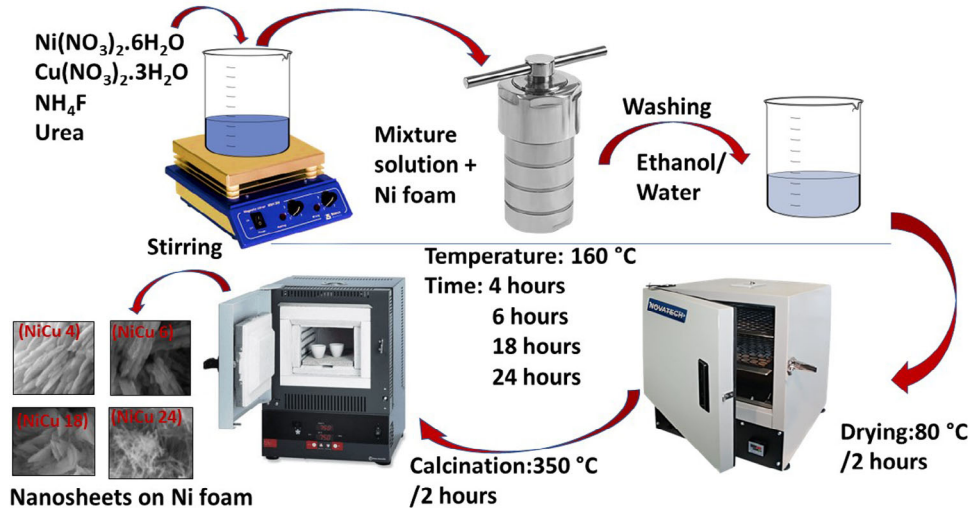 Ni(NO3)2.6H2O
Cu(NO3)2.3H2O
NH4F
Urea
Stirring
Mixture
solution +
Ni foam
Washing
Ethanol/
Water
Temperature: 160 °C
Time: 4 hours
6 hours
18 hours
24 hours
NOVATECH
Drying:80 °C
/2 hours
Calcination:350 °C
/2 hours
(NiCu 4)
(NiCu 6)
(NiCu 18)
(NiCu 24)
Nanosheets on Ni foam